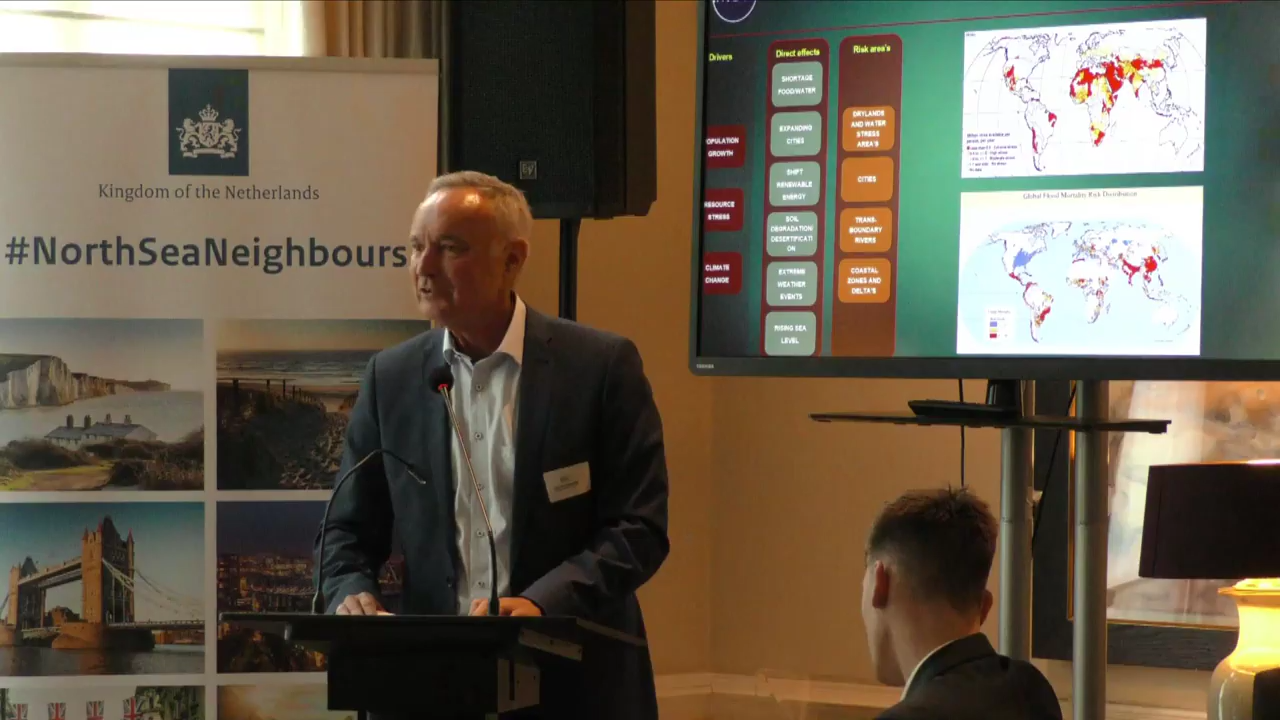 Kingdom of the Netherlands
#NorthSeaNeighbours
Drivers
OPULATION
GROWTH
RESOURCE
STRESS
CLIMATE
CHANGE
Direct effects
SHORTAGE
FOOD/WATER
EXPANDING
CITIES
SHIFT
RENEWABLE
ENERGY
SOIL
DEGRADATION/
DESERTIFICATI
ON
EXTREME
WEATHER
EVENTS
RISING SEA
LEVEL
Risk area's
DRYLANDS
AND WATER
STRESS
AREA'S
CITIES
TRANS.
BOUNDARY
RIVERS
COASTAL
ZONES AND
DELTA'S
Global Flood Mortality Risk Distribution
TOSHIBA